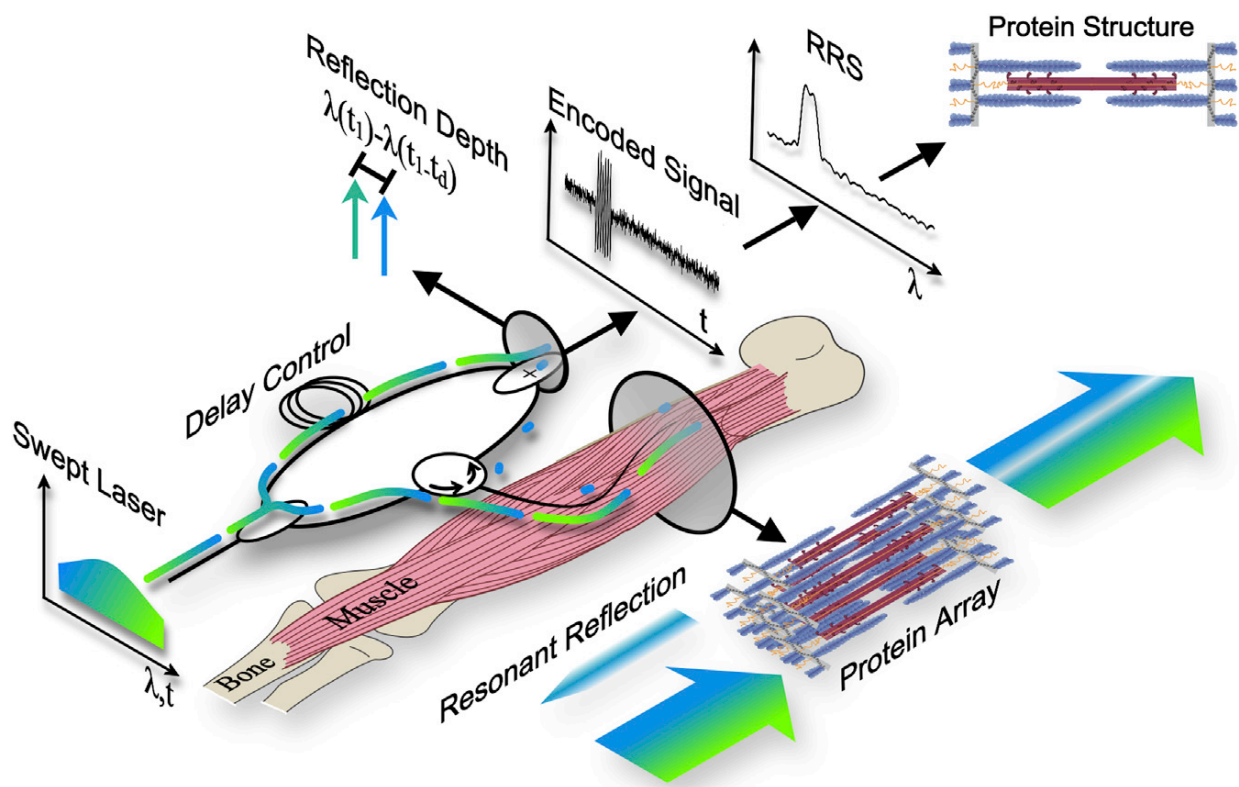 Protein Structure
RRS
λ
Reflection Depth
λ(t₁)-λ(t₁-t_d)
Encoded Signal
t
Delay Control
+
Swept Laser
λ,t
Muscle
Bone
Resonant Reflection
Protein Array